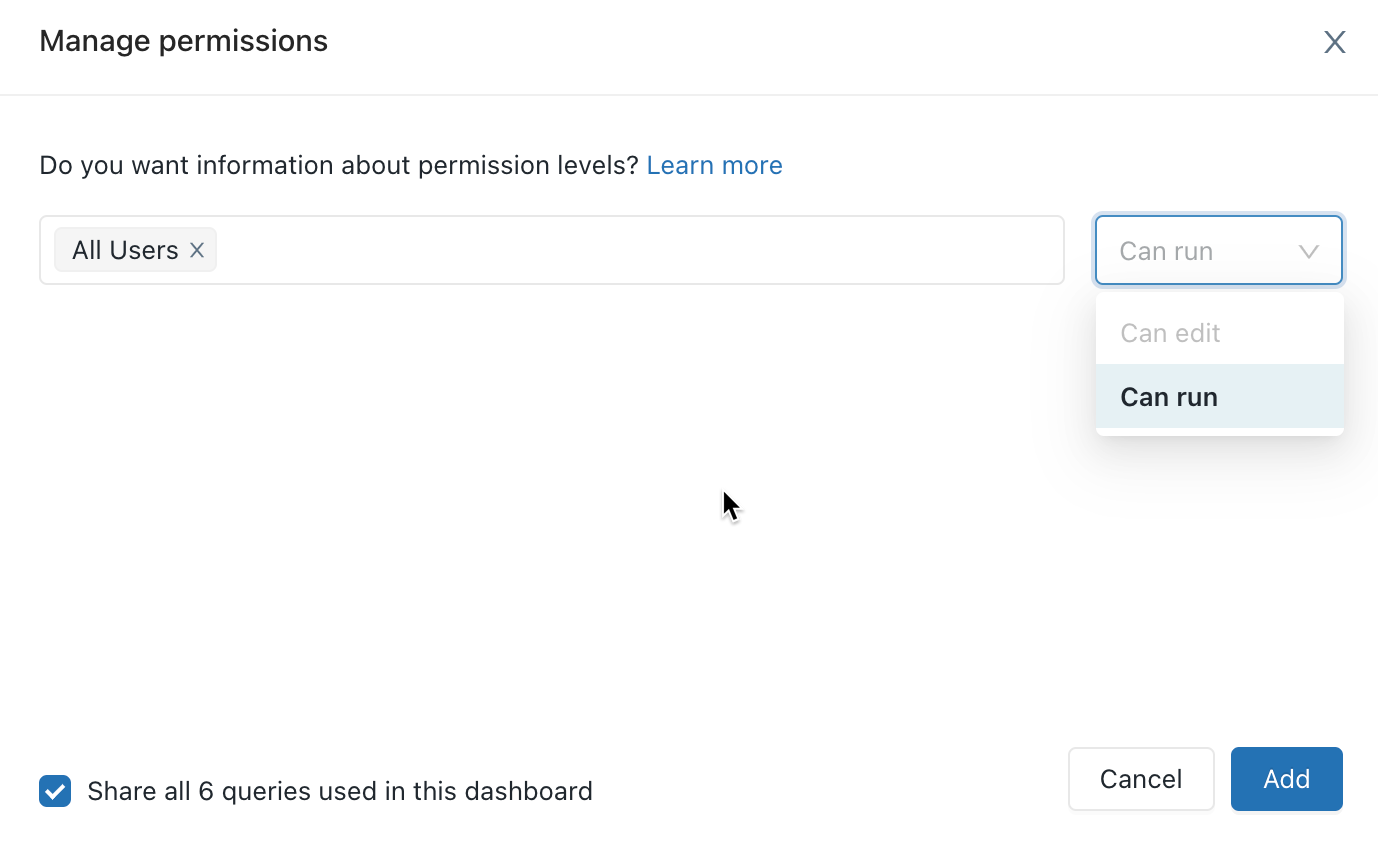 Manage permissions
Do you want information about permission levels? Learn more
All Users
Can run
Can edit
Can run
Share all 6 queries used in this dashboard
Cancel
Add